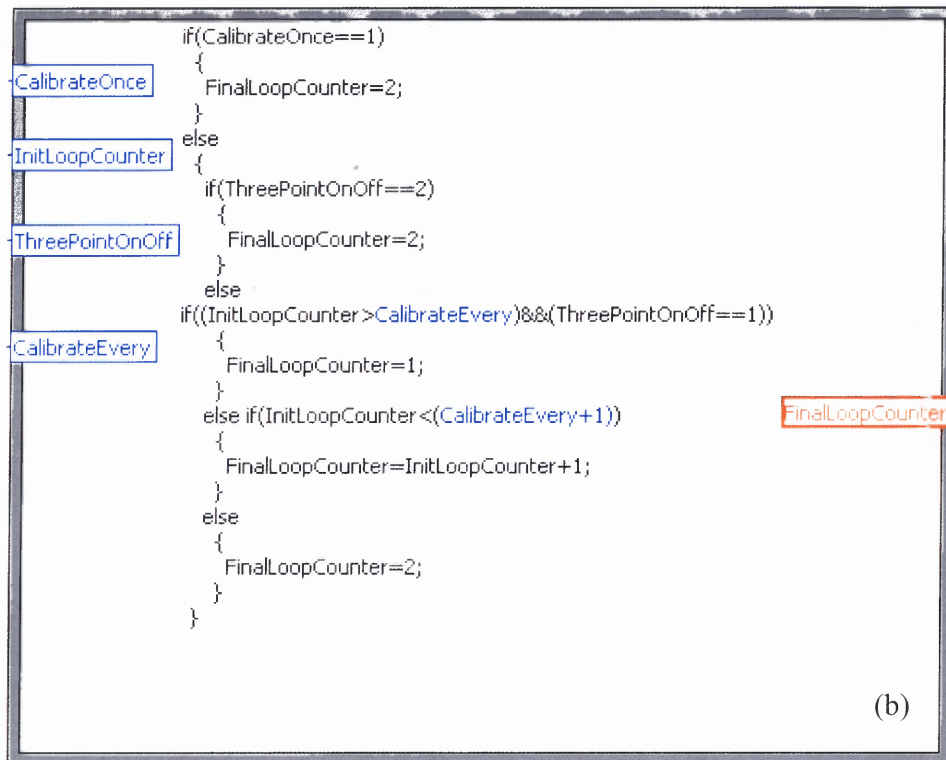 if(CalibrateOnce==1)
{
CalibrateOnce
FinalLoopCounter=2;
}
else
InitLoopCounter
{
if(ThreePointOnOff==2)
{
ThreePointOnOff
FinalLoopCounter=2;
}
else
if((InitLoopCounter>CalibrateEvery)&&(ThreePointOnOff==1))
{
CalibrateEvery
FinalLoopCounter=1;
}
else if(InitLoopCounter<(CalibrateEvery+1))
FinalLoopCounter
{
FinalLoopCounter=InitLoopCounter+1;
}
else
{
FinalLoopCounter=2;
}
}
(b)